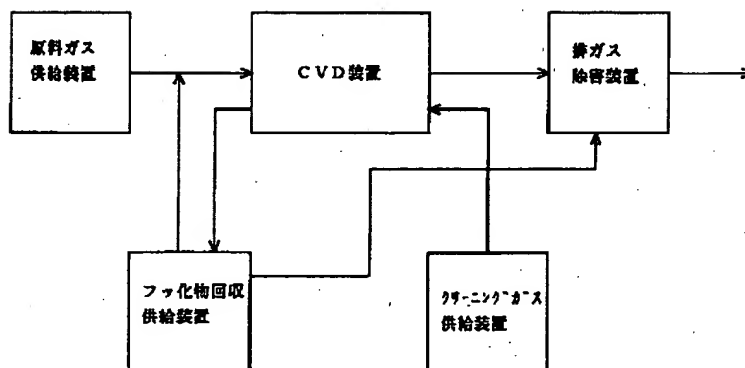 原料ガス
供給装置
CVD装置
排ガス
除害装置
フッ化物回収
供給装置
クリーニングガス
供給装置